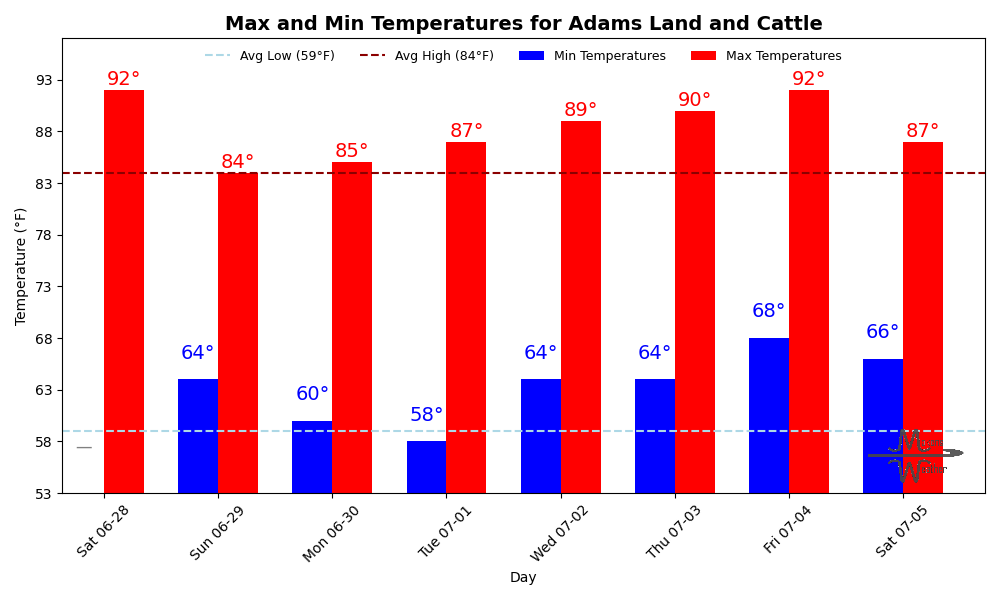 Max and Min Temperatures for Adams Land and Cattle
Avg Low (59°F) Avg High (84°F) Min Temperatures Max Temperatures
92° 84° 85° 87° 89° 90° 92° 87°
— 64° 60° 58° 64° 64° 68° 66°
Temperature (°F)
93
88
83
78
73
68
63
58
53
Sat 06-28 Sun 06-29 Mon 06-30 Tue 07-01 Wed 07-02 Thu 07-03 Fri 07-04 Sat 07-05
Day